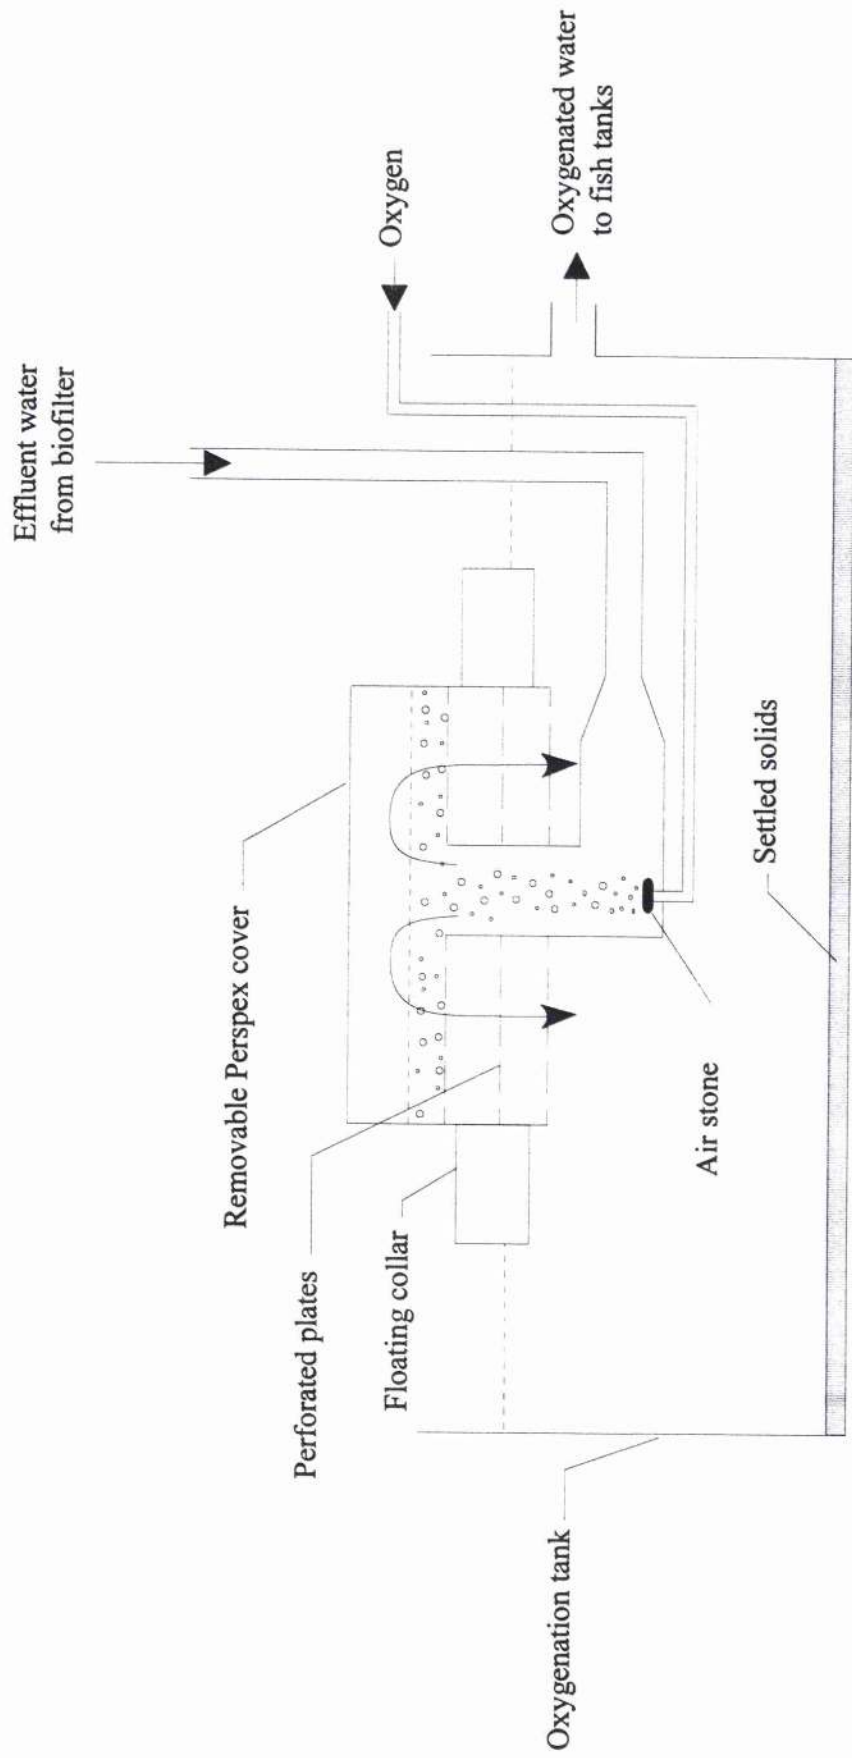 Effluent water
from biofilter
Oxygen
Oxygenated water
to fish tanks
Removable Perspex cover
Perforated plates
Floating collar
Air stone
Settled solids
Oxygenation tank